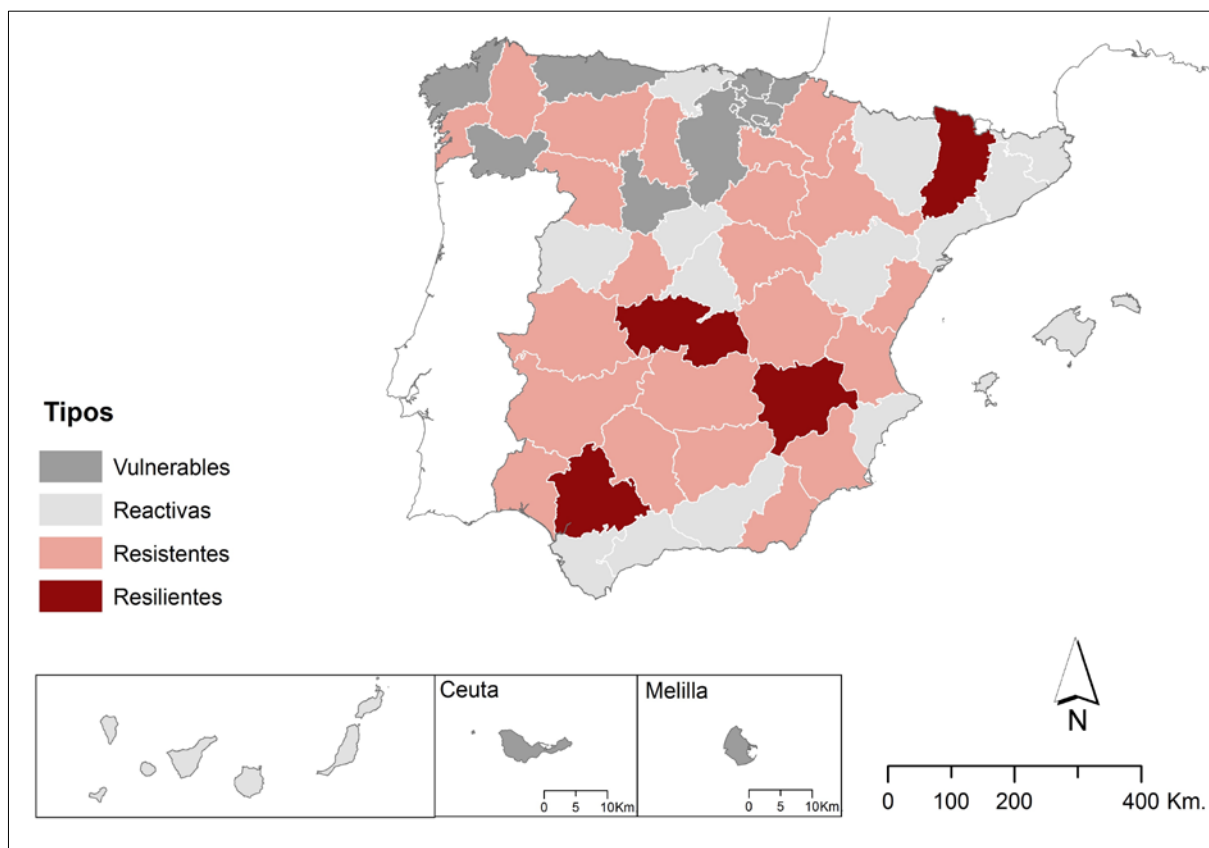 Tipos
Vulnerables
Reactivas
Resistentes
Resilientes
Ceuta
0 5 10Km.
Melilla
0 5 10Km.
N
0 100 200 400 Km.